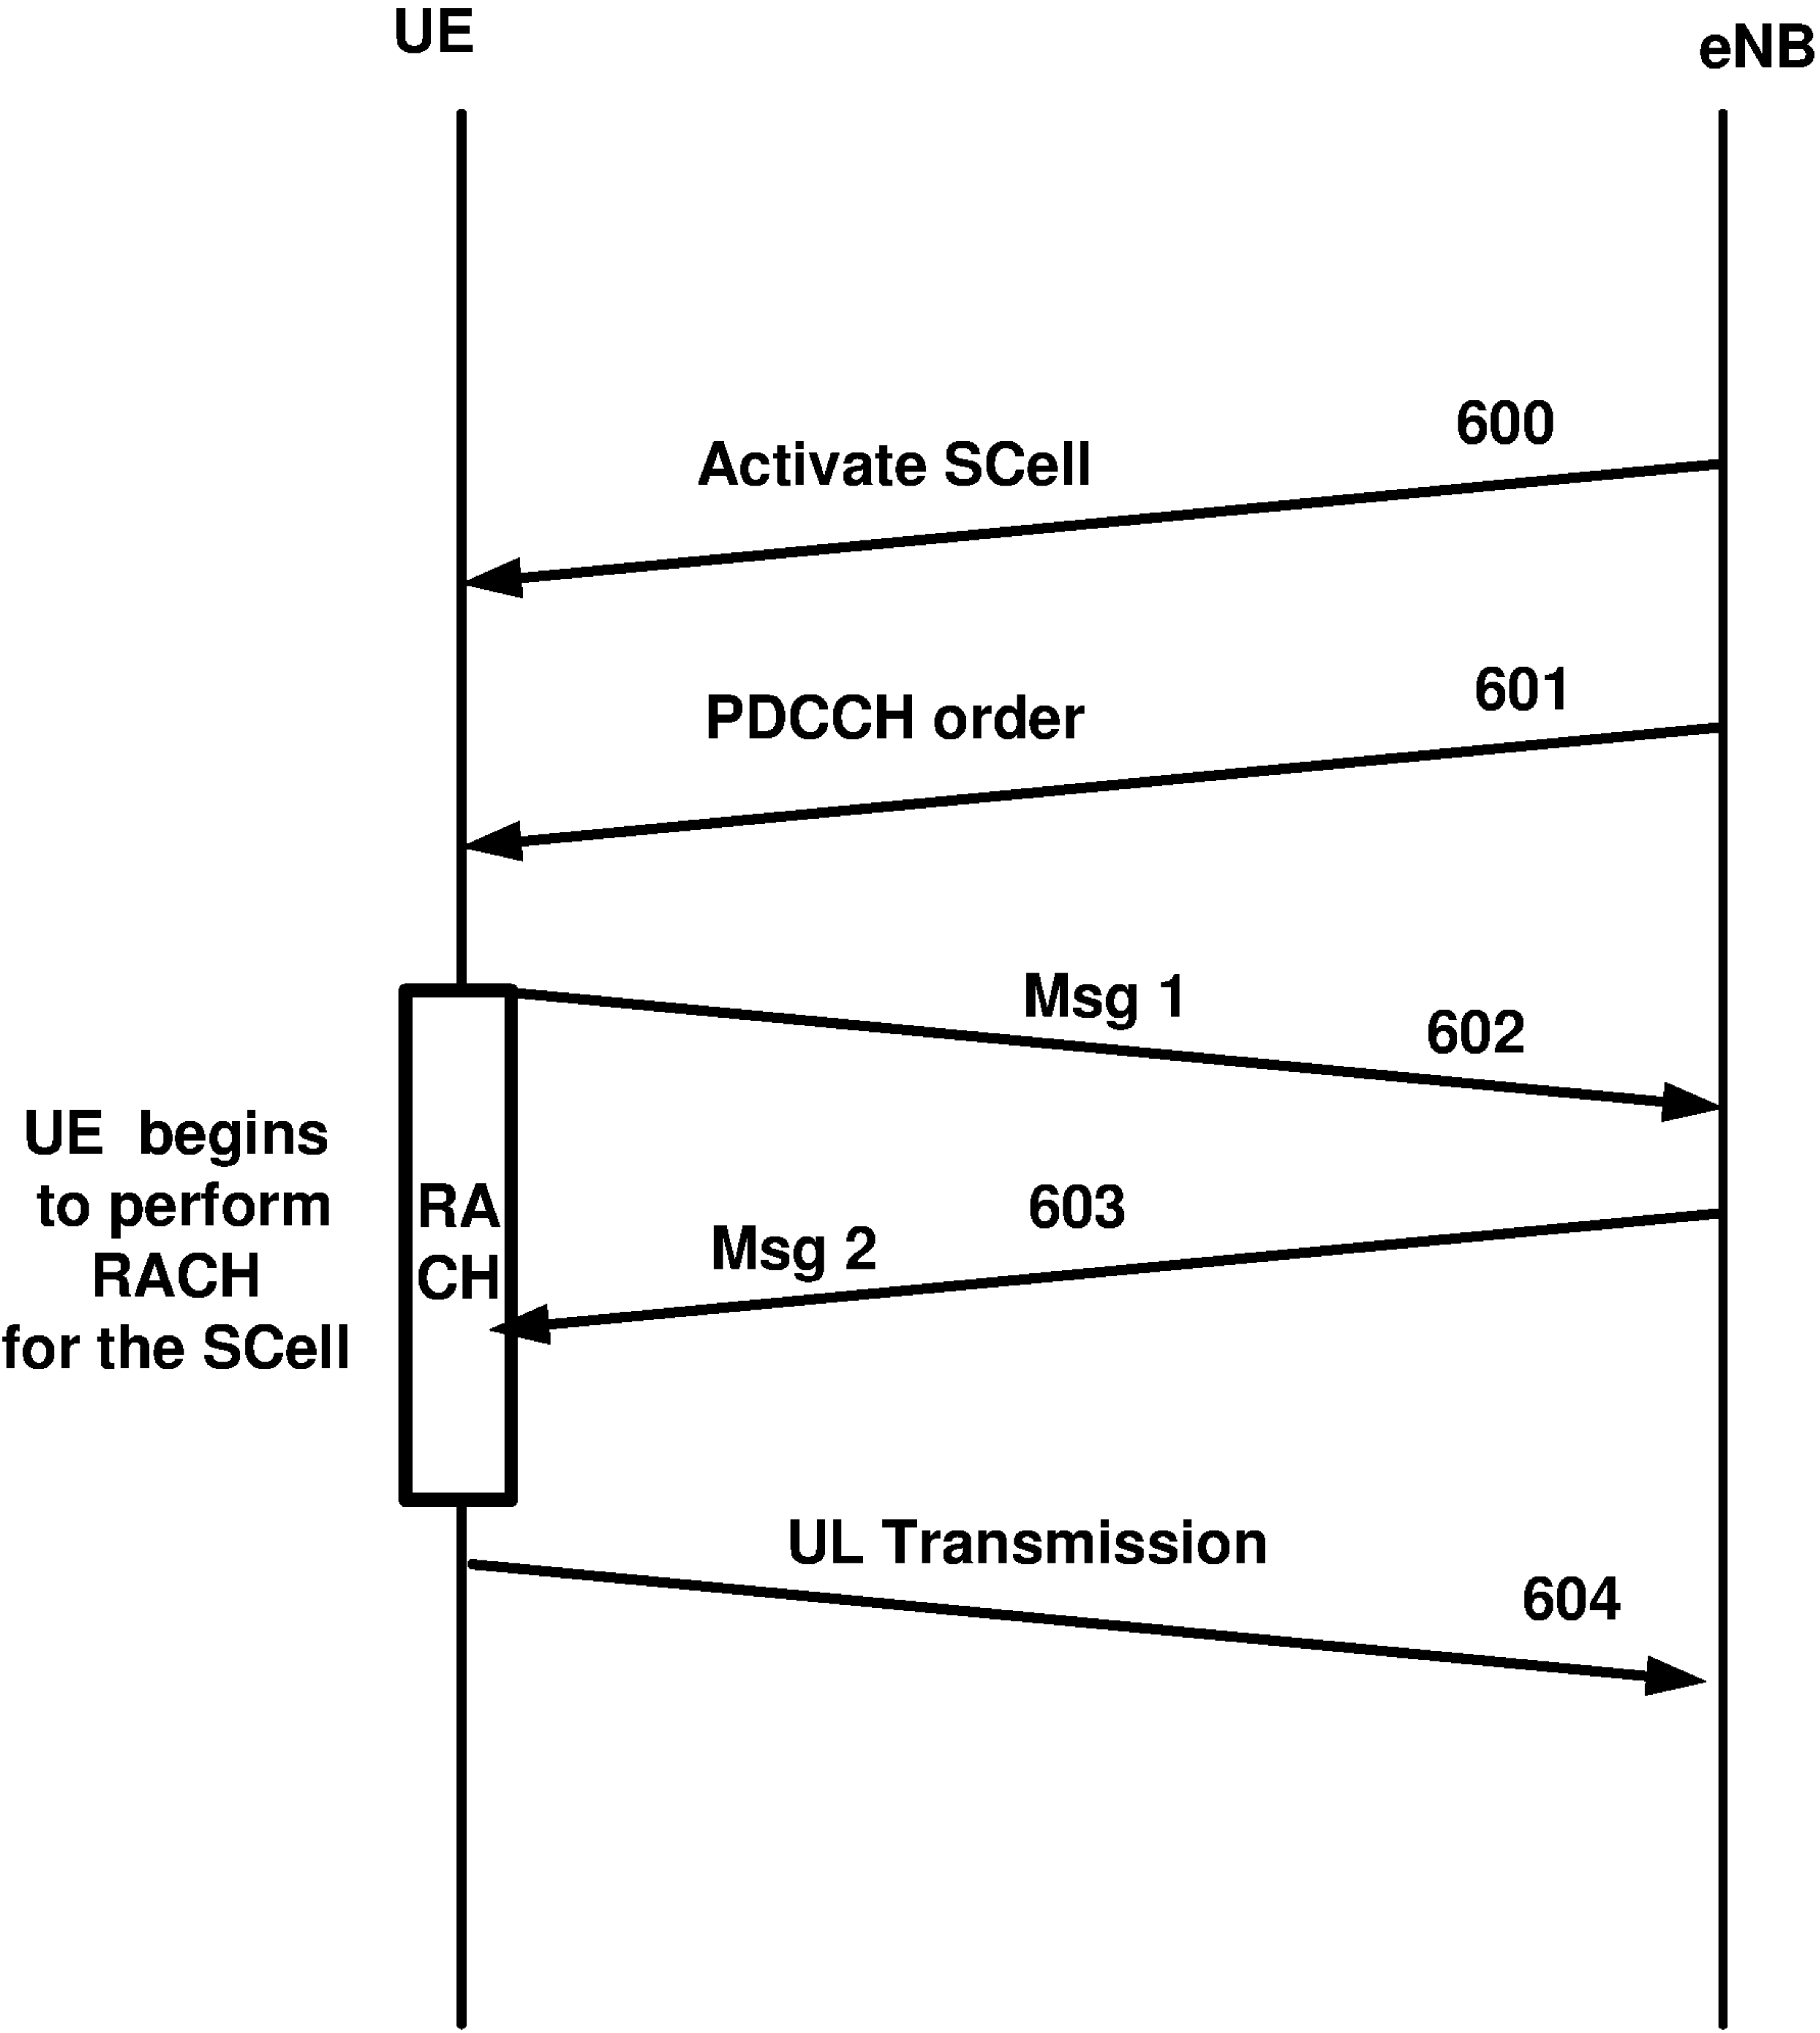 UE
eNB
600
Activate SCell
601
PDCCH order
Msg 1
602
UE begins
to perform
RACH
for the SCell
RA
CH
603
Msg 2
UL Transmission
604